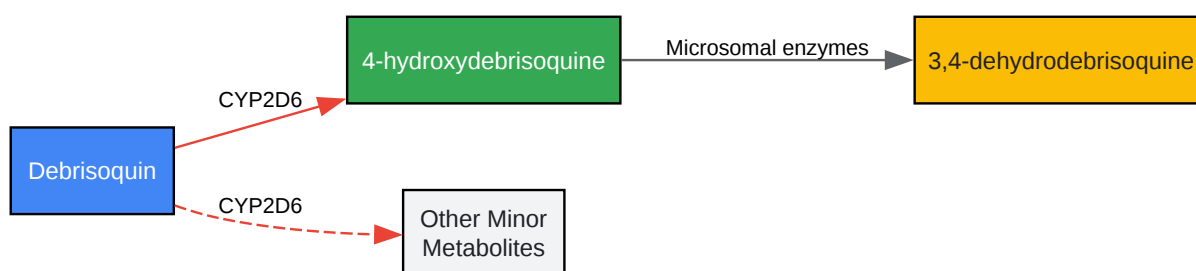 4-hydroxydebrisoquine
Microsomal enzymes
3,4-dehydrodebrisoquine
CYP2D6
Debrisoquin
CYP2D6
Other Minor
Metabolites